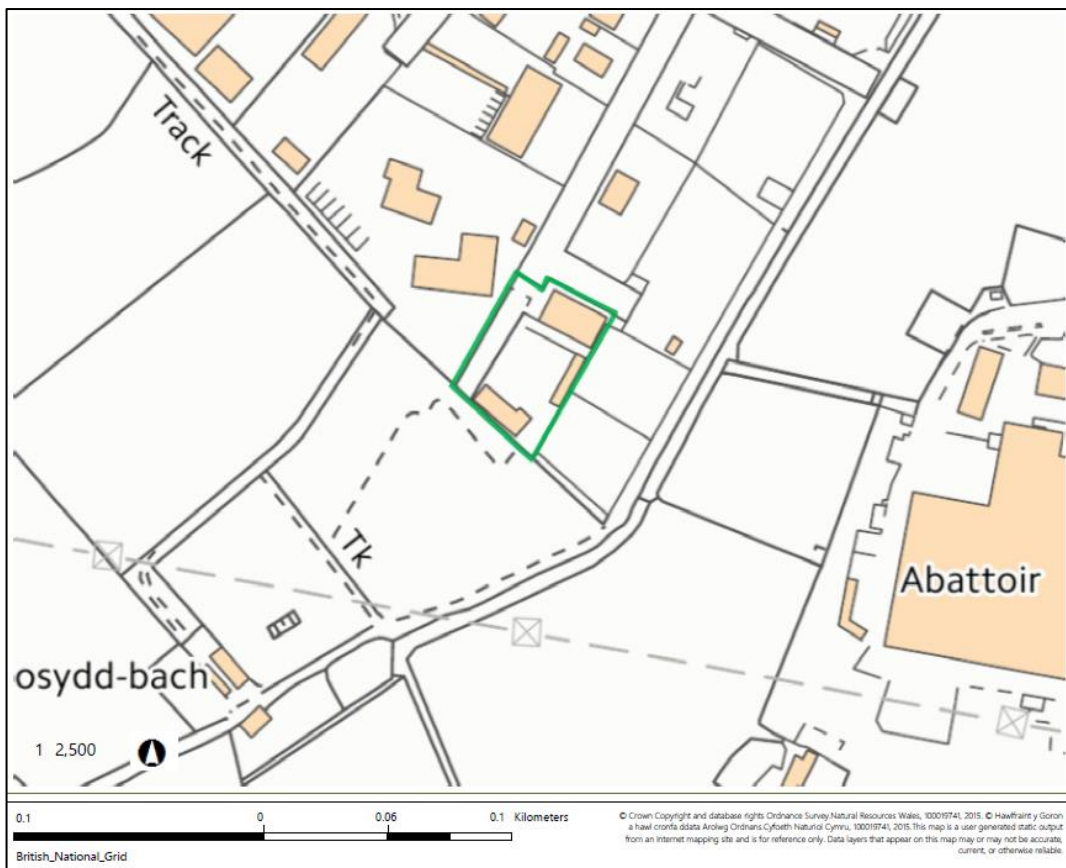 Track
Tk
Abattoir
osydd-bach
1 2,500
0.1 0 0.06 0.1 Kilometers
British_National_Grid
© Crown Copyright and database rights Ordnance Survey.Natural Resources Wales, 100019741, 2015. © Hawlfraint y Goron
a hawl cronfa ddata Arolwg Ordnans.Cyfoeth Naturiol Cymru, 100019741, 2015.This map is a user generated static output
from an Internet mapping site and is for reference only. Data layers that appear on this map may or may not be accurate,
current, or otherwise reliable.